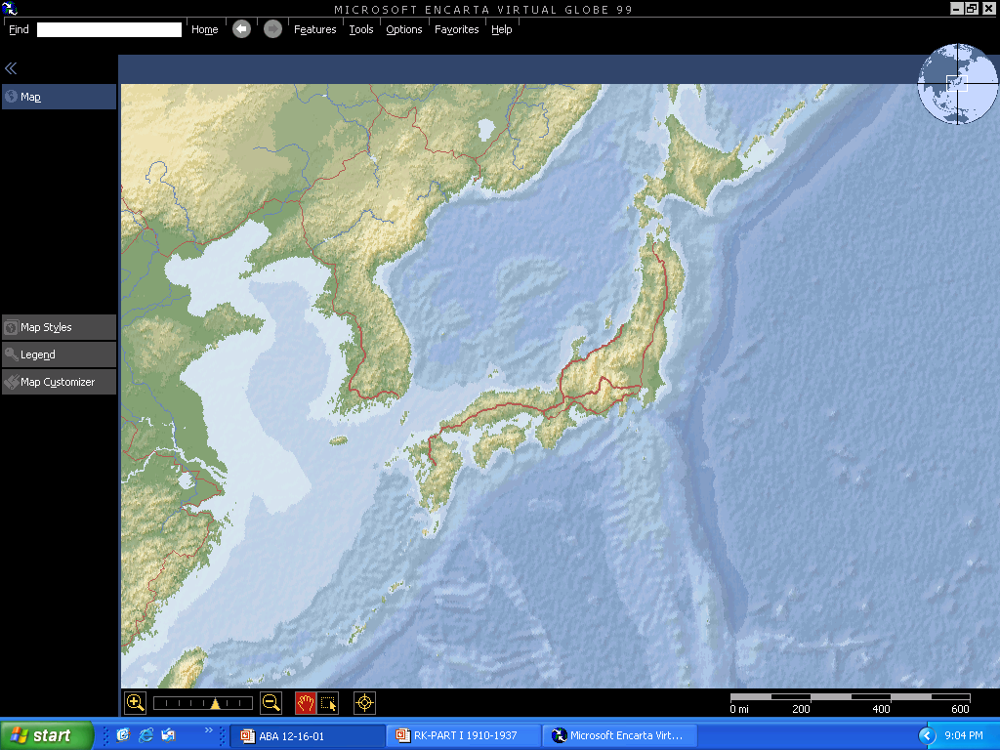 MICROSOFT ENCARTA VIRTUAL GLOBE 99
Find Home Features Tools Options Favorites Help
Map
Map Styles
Legend
Map Customizer
0 mi 200 400 600
start ABA 12-16-01 RK-PART I 1910-1937 Microsoft Encarta Virt... 9:04 PM